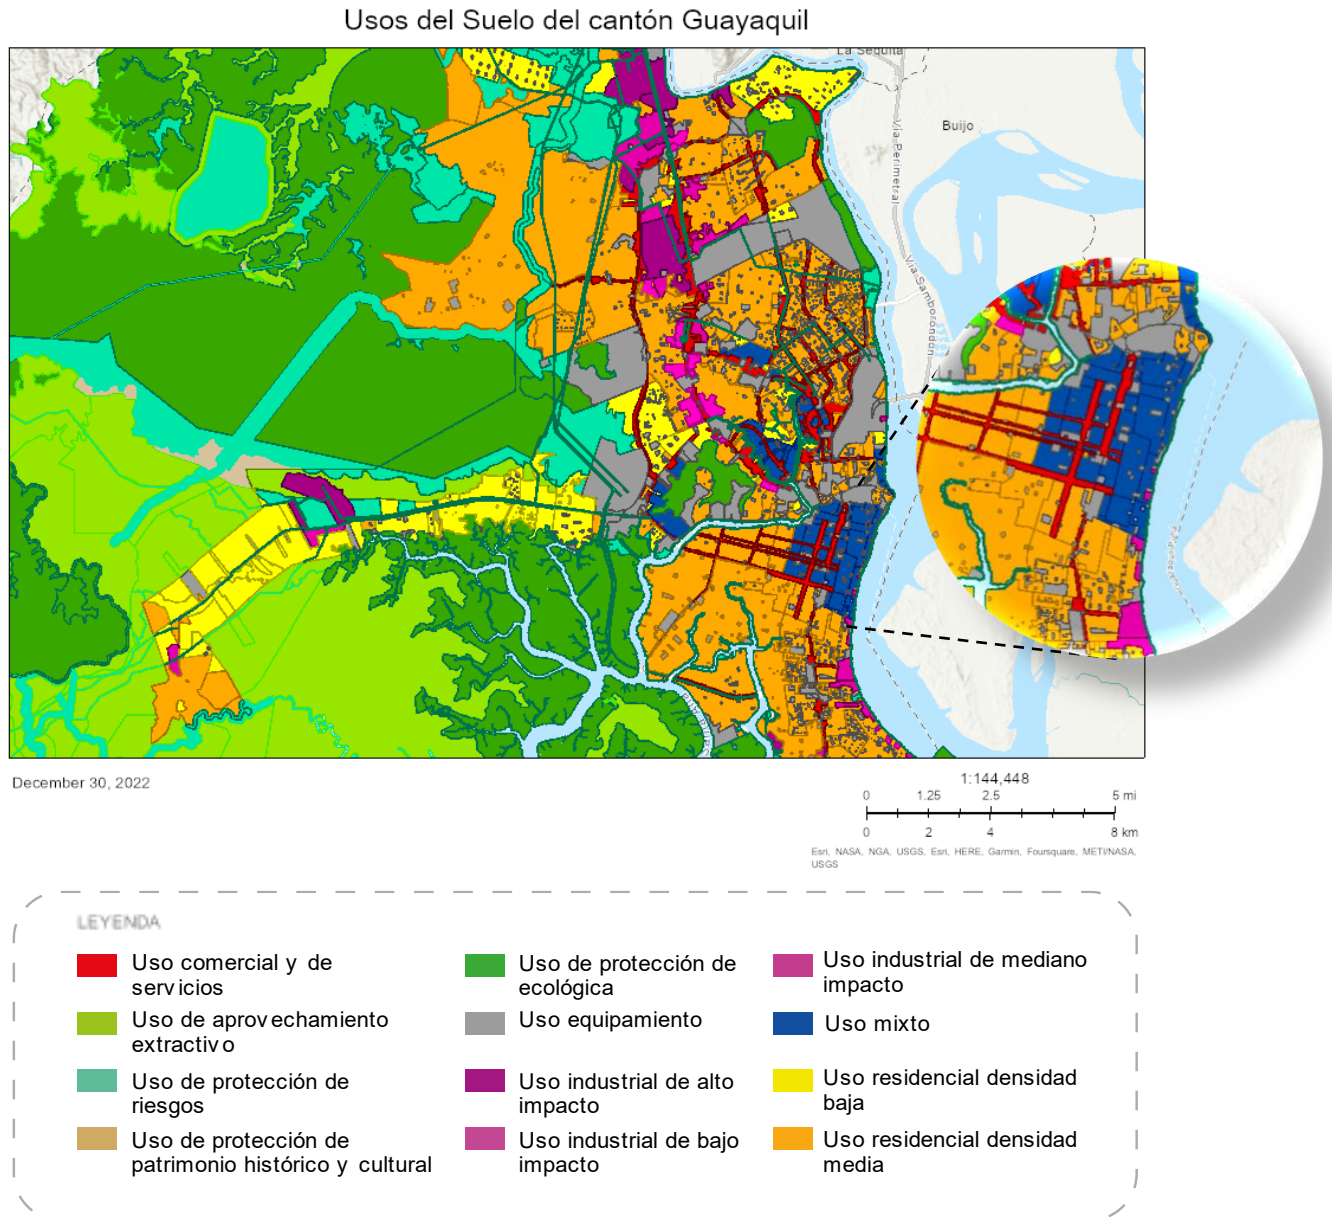 Usos del Suelo del cantón Guayaquil
La Sequita
Buijo
Vía Perimetral
Vía Samborondón
December 30, 2022
1:144,448
0 1.25 2.5 5 mi
0 2 4 8 km
Esri, NASA, NGA, USGS, Esri, HERE, Garmin, Foursquare, METI/NASA,
USGS
LEYENDA
Uso comercial y de
servicios
Uso de aprovechamiento
extractivo
Uso de protección de
riesgos
Uso de protección de
patrimonio histórico y cultural
Uso de protección de
ecológica
Uso equipamiento
Uso industrial de alto
impacto
Uso industrial de bajo
impacto
Uso industrial de mediano
impacto
Uso mixto
Uso residencial densidad
baja
Uso residencial densidad
media